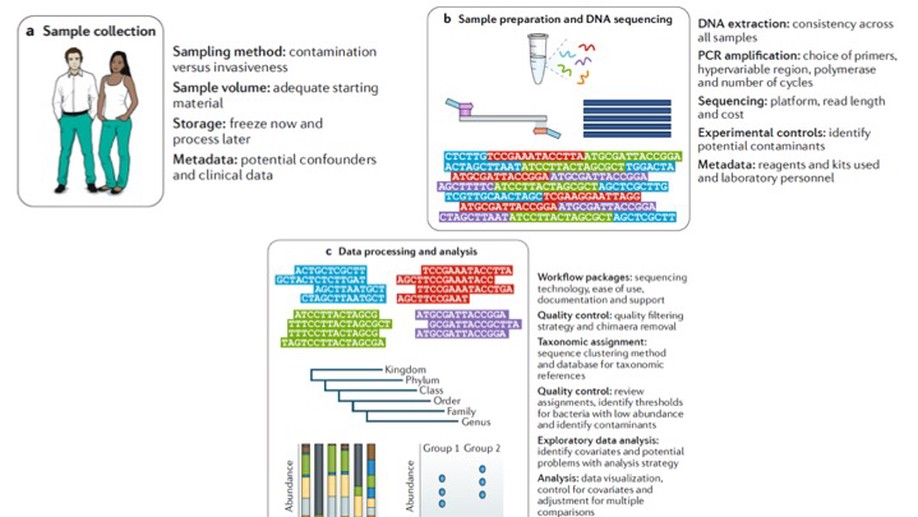 a Sample collection
Sampling method: contamination
versus invasiveness
Sample volume: adequate starting
material
Storage: freeze now and
process later
Metadata: potential confounders
and clinical data
b Sample preparation and DNA sequencing
CTCTTGTCCGAAATACCTTAATGCGATTACCGGA
ACTAGCTTAATATCCTTACTAGCGCTTGGACTA
ATGCGATTACCGGAATGCGATTACCGGA
AGCTTTTCATCCTTACTAGCGCTAGCTCGCTTG
TCGTTGCAACTAGCTCGAAGGAATTAGG
ATGCGATTACCGGAATGCGATTACCGGA
CTAGCTTAATATCCTTACTAGCGCTAGCTCGCTT
DNA extraction: consistency across
all samples
PCR amplification: choice of primers,
hypervariable region, polymerase
and number of cycles
Sequencing: platform, read length
and cost
Experimental controls: identify
potential contaminants
Metadata: reagents and kits used
and laboratory personnel
c Data processing and analysis
ACTGCTCGCTT
GCTACTCTCTTGAT
AGCTTAATGCT
CTAGCTTAATGCT
TCCGAAATACCTTA
AGCTTCCGAAATACC
TTCCGAAATACCTGA
AGCTTCCGAAT
ATCCTTACTAGCG
TTTCCTTACTAGCGCT
TTTCCTTACTAGCG
TAGTCCTTACTAGCGA
ATGCGATTACCGGA
GCGATTACCGCTTA
ATGCGATTACCGGA
Kingdom
Phylum
Class
Order
Family
Genus
Abundance
Group 1 Group 2
Abundance
Workflow packages: sequencing
technology, ease of use,
documentation and support
Quality control: quality filtering
strategy and chimaera removal
Taxonomic assignment:
sequence clustering method
and database for taxonomic
references
Quality control: review
assignments, identify thresholds
for bacteria with low abundance
and identify contaminants
Exploratory data analysis:
identify covariates and potential
problems with analysis strategy
Analysis: data visualization,
control for covariates and
adjustment for multiple
comparisons